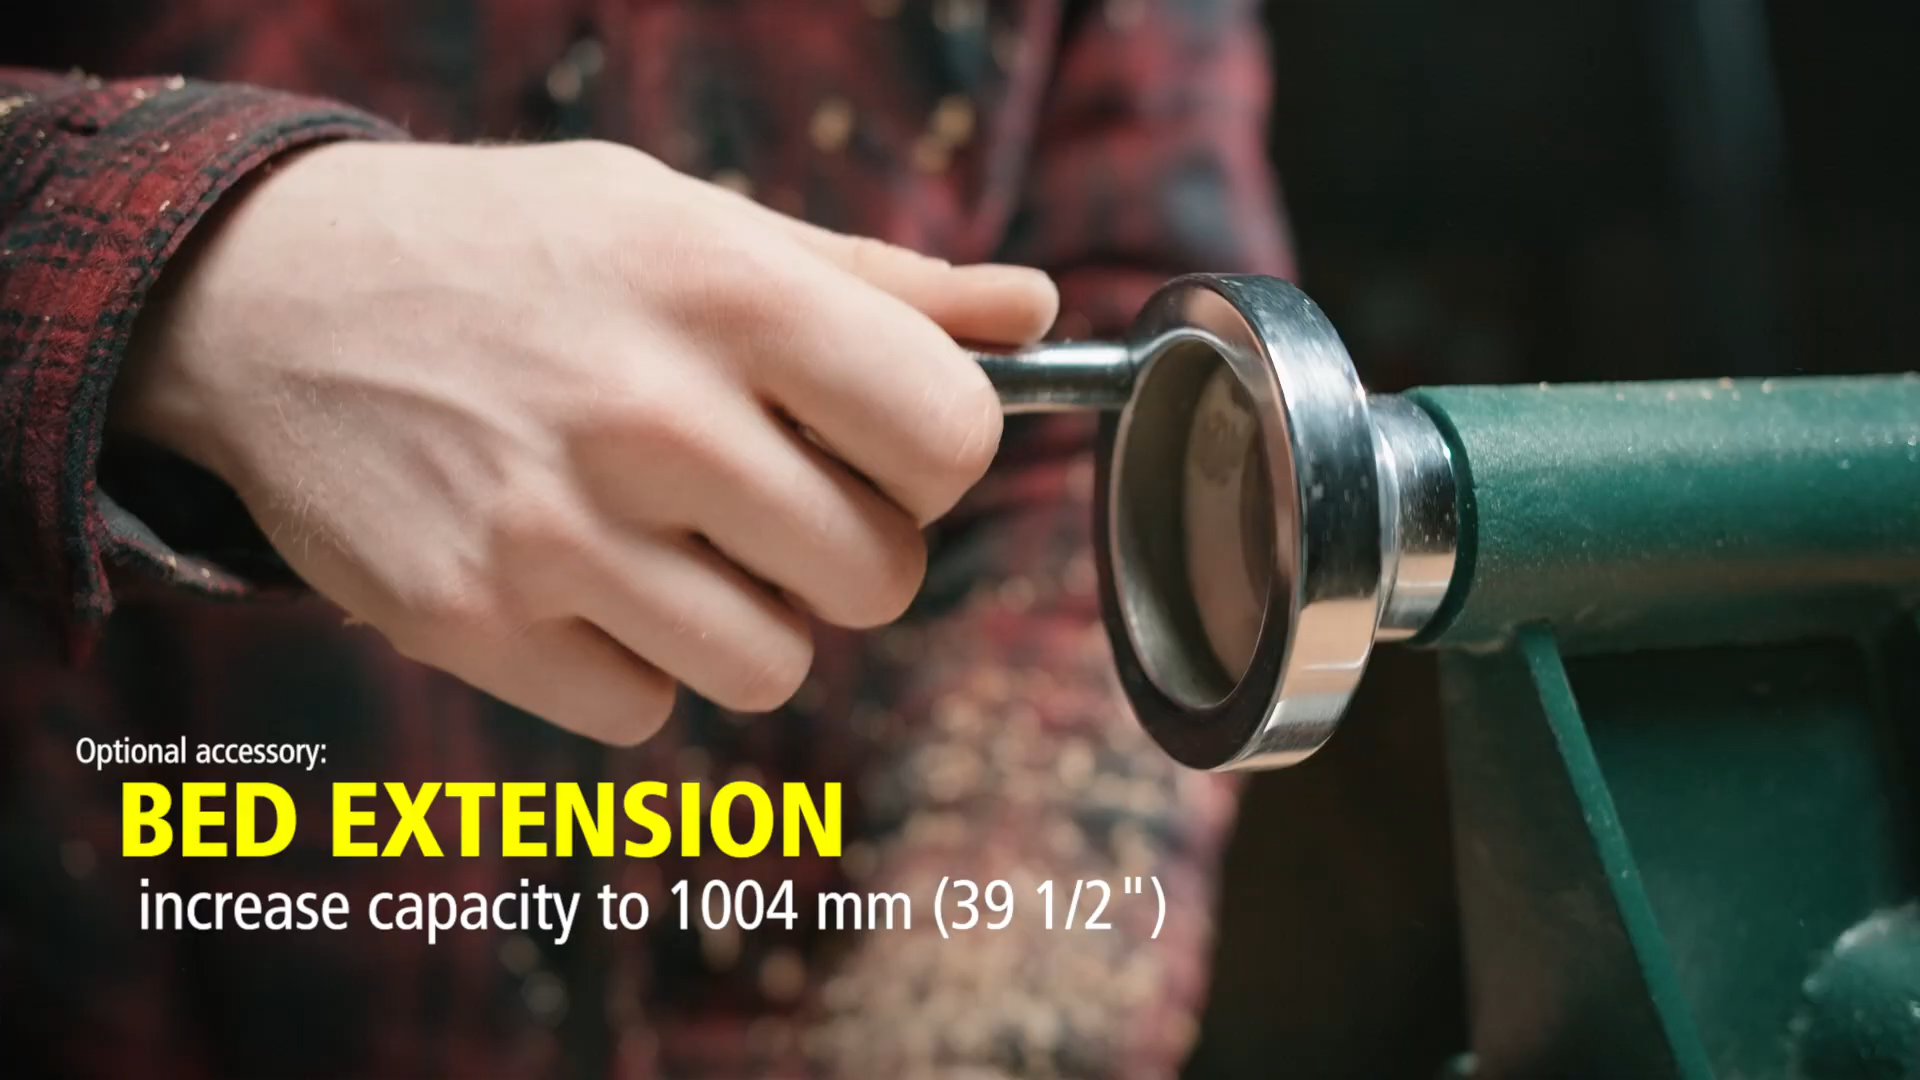 Optional accessory:
BED EXTENSION
increase capacity to 1004 mm (39 1/2")